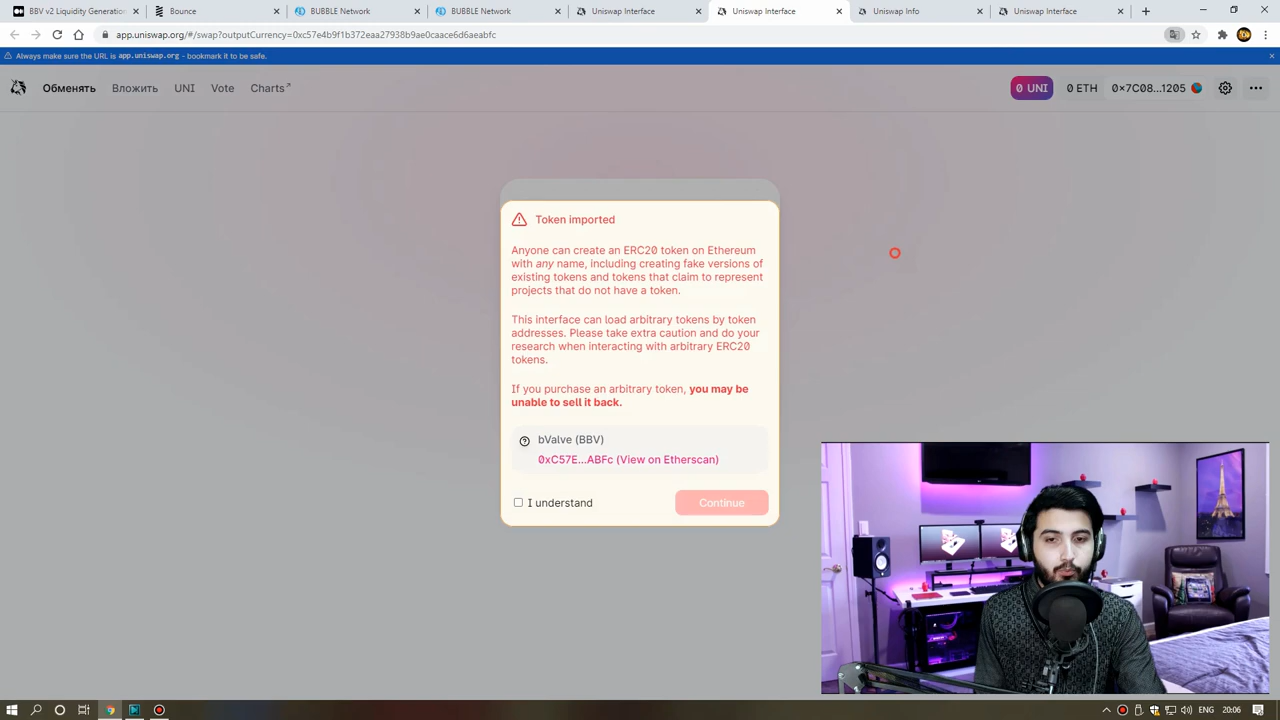 BBV v2 Liquidity Generation
Bounce
BUBBLE Network
BUBBLE Network
Uniswap Interface
Uniswap Interface
Uniswap Info
Uniswap Interface
app.uniswap.org/#/swap?outputCurrency=0xc57e4b9f1b372eaa27938b9ae0caace6d6aeabfc
Always make sure the URL is app.uniswap.org - bookmark it to be safe.
Обменять
Вложить
UNI
Vote
Charts↗
0 UNI
0 ETH
0x7C08...1205
Token imported
Anyone can create an ERC20 token on Ethereum
with any name, including creating fake versions of
existing tokens and tokens that claim to represent
projects that do not have a token.
This interface can load arbitrary tokens by token
addresses. Please take extra caution and do your
research when interacting with arbitrary ERC20
tokens.
If you purchase an arbitrary token, you may be
unable to sell it back.
bValve (BBV)
0xC57E...ABFc (View on Etherscan)
I understand
Continue
ENG
20:06